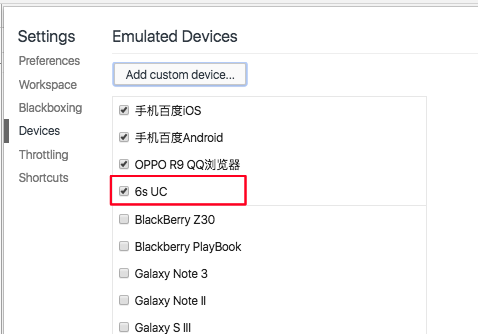 Settings
Emulated Devices
Preferences
Workspace
Blackboxing
Devices
Throttling
Shortcuts
Add custom device...
手机百度iOS
手机百度Android
OPPO R9 QQ浏览器
6s UC
BlackBerry Z30
Blackberry PlayBook
Galaxy Note 3
Galaxy Note II
Galaxy S III